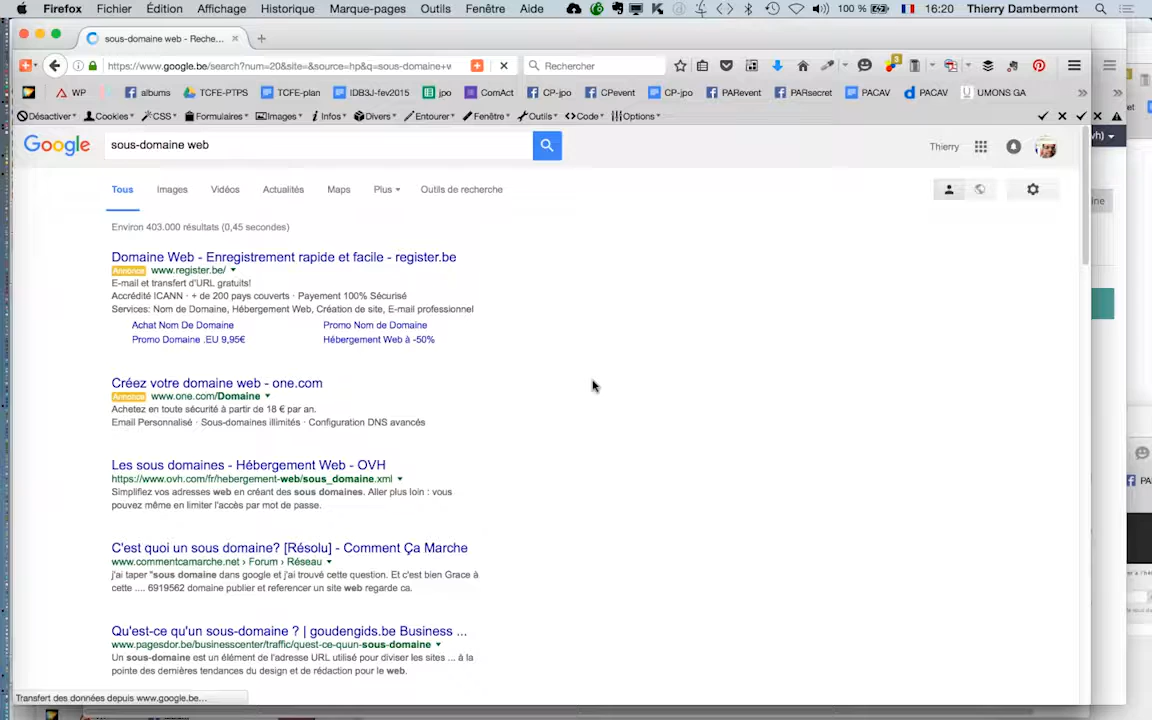 Firefox Fichier Édition Affichage Historique Marque-pages Outils Fenêtre Aide 100 % 16:20 Thierry Dambermont
sous-domaine web - Reche...
https://www.google.be/search?num=20&site=&source=hp&q=sous-domaine+w Rechercher
WP albums TCFE-PTPS TCFE-plan IDB3J-fev2015 jpo ComAct CP-jpo CPevent CP-jpo PARevent PARsecret PACAV PACAV UMONS GA
Désactiver Cookies CSS Formulaires Images Infos Divers Entourer Fenêtre Outils Code Options
Google sous-domaine web Thierry
Tous Images Vidéos Actualités Maps Plus Outils de recherche
Environ 403.000 résultats (0,45 secondes)
Domaine Web - Enregistrement rapide et facile - register.be
Annonce www.register.be/
E-mail et transfert d'URL gratuits!
Accrédité ICANN · + de 200 pays couverts · Payement 100% Sécurisé
Services: Nom de Domaine, Hébergement Web, Création de site, E-mail professionnel
Achat Nom De Domaine Promo Nom de Domaine
Promo Domaine .EU 9,95€ Hébergement Web à -50%
Créez votre domaine web - one.com
Annonce www.one.com/Domaine
Achetez en toute sécurité à partir de 18 € par an.
Email Personnalisé · Sous-domaines illimités · Configuration DNS avancés
Les sous domaines - Hébergement Web - OVH
https://www.ovh.com/fr/hebergement-web/sous_domaine.xml
Simplifiez vos adresses web en créant des sous domaines. Aller plus loin : vous
pouvez même en limiter l'accès par mot de passe.
C'est quoi un sous domaine? [Résolu] - Comment Ça Marche
www.commentcamarche.net › Forum › Réseau
j'ai taper "sous domaine dans google et j'ai trouvé cette question. Et c'est bien Grace à
cette .... 6919562 domaine publier et referencer un site web regarde ca.
Qu'est-ce qu'un sous-domaine ? | goudengids.be Business ...
www.pagesdor.be/businesscenter/traffic/quest-ce-quun-sous-domaine
Un sous-domaine est un élément de l'adresse URL utilisé pour diviser les sites ... à la
pointe des dernières tendances du design et de rédaction pour le web.
Transfert des données depuis www.google.be...